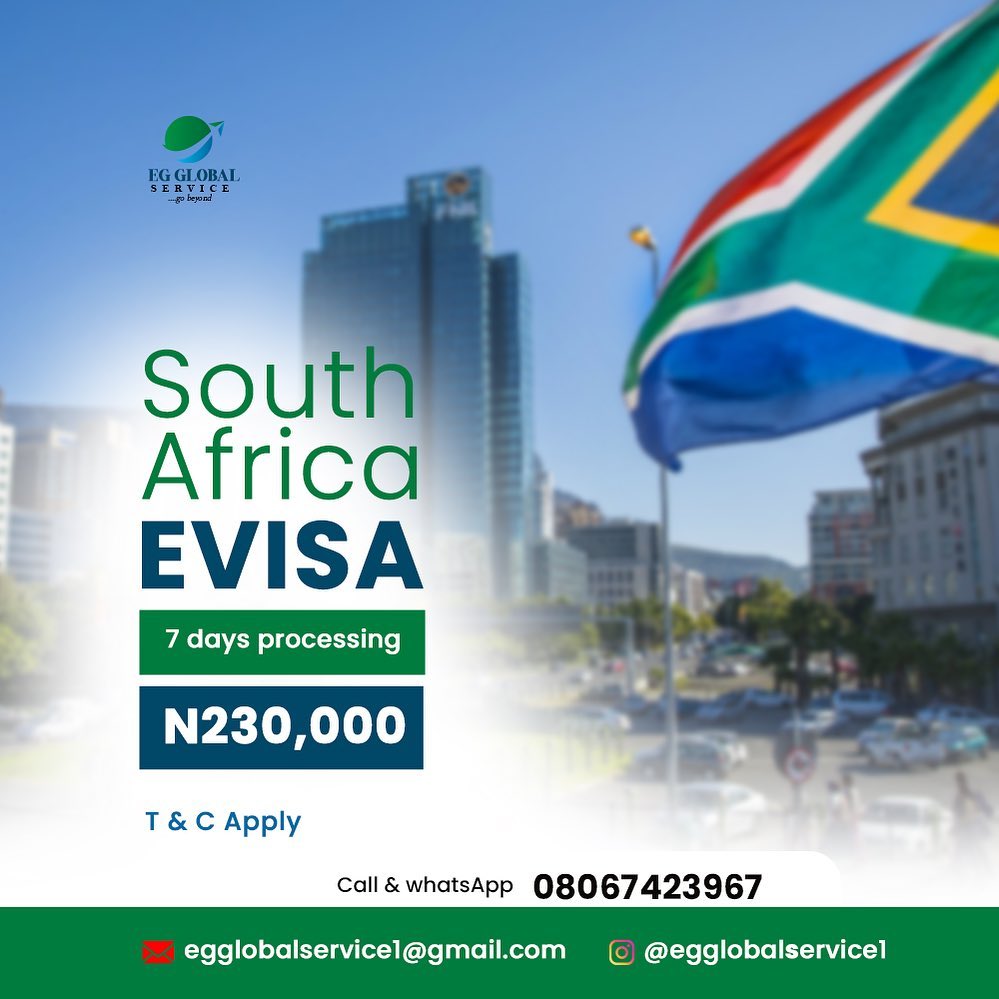 EG GLOBAL
SERVICE
....go beyond
South
Africa
EVISA
7 days processing
N230,000
T & C Apply
Call & whatsApp 08067423967
egglobalservice1@gmail.com @egglobalservice1